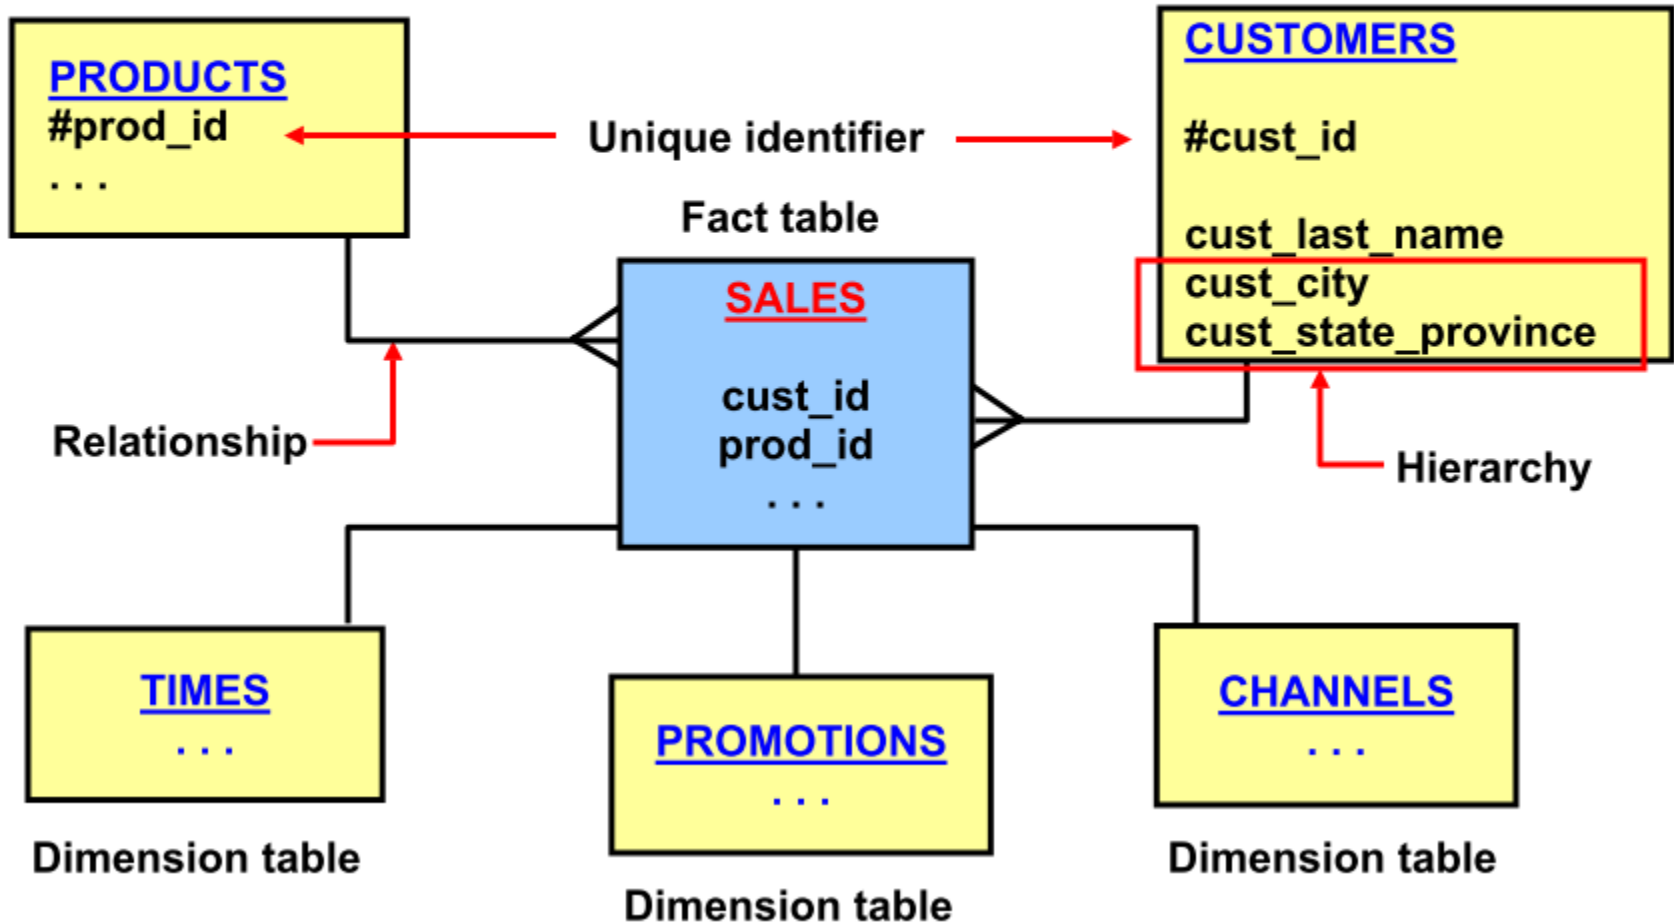 PRODUCTS
#prod_id
. . .
Unique identifier
CUSTOMERS
#cust_id
cust_last_name
cust_city
cust_state_province
Fact table
SALES
cust_id
prod_id
. . .
Relationship
Hierarchy
TIMES
. . .
Dimension table
PROMOTIONS
. . .
Dimension table
CHANNELS
. . .
Dimension table